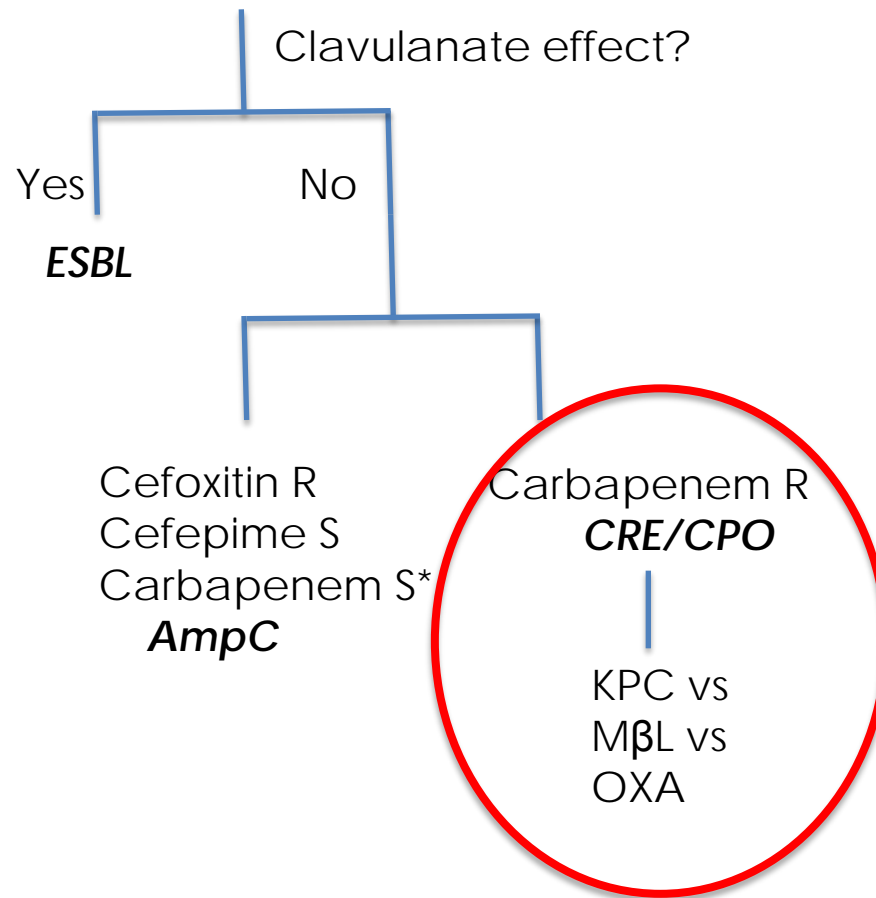 Clavulanate effect?
Yes
No
ESBL
Cefoxitin R
Cefepime S
Carbapenem S*
AmpC
Carbapenem R
CRE/CPO
KPC vs
MβL vs
OXA